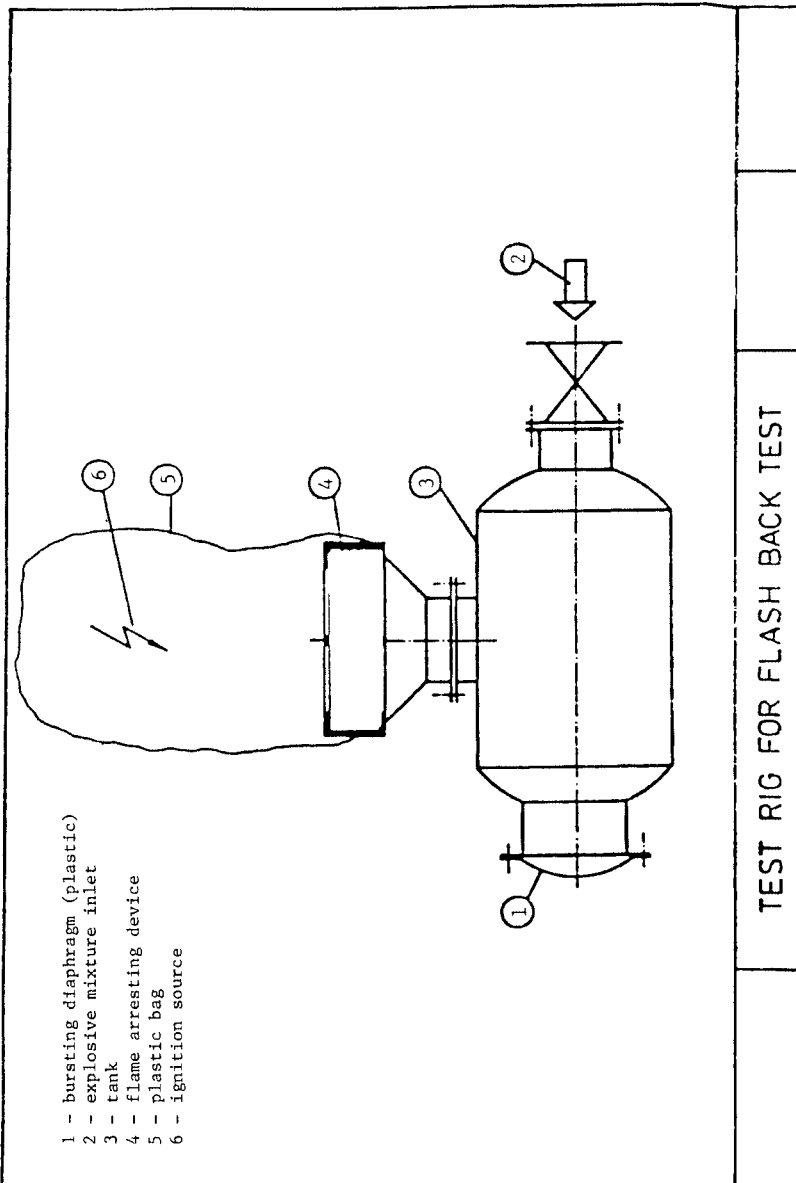 1 - bursting diaphragm (plastic)
2 - explosive mixture inlet
3 - tank
4 - flame arresting device
5 - plastic bag
6 - ignition source
6
5
4
3
2
1
TEST RIG FOR FLASH BACK TEST